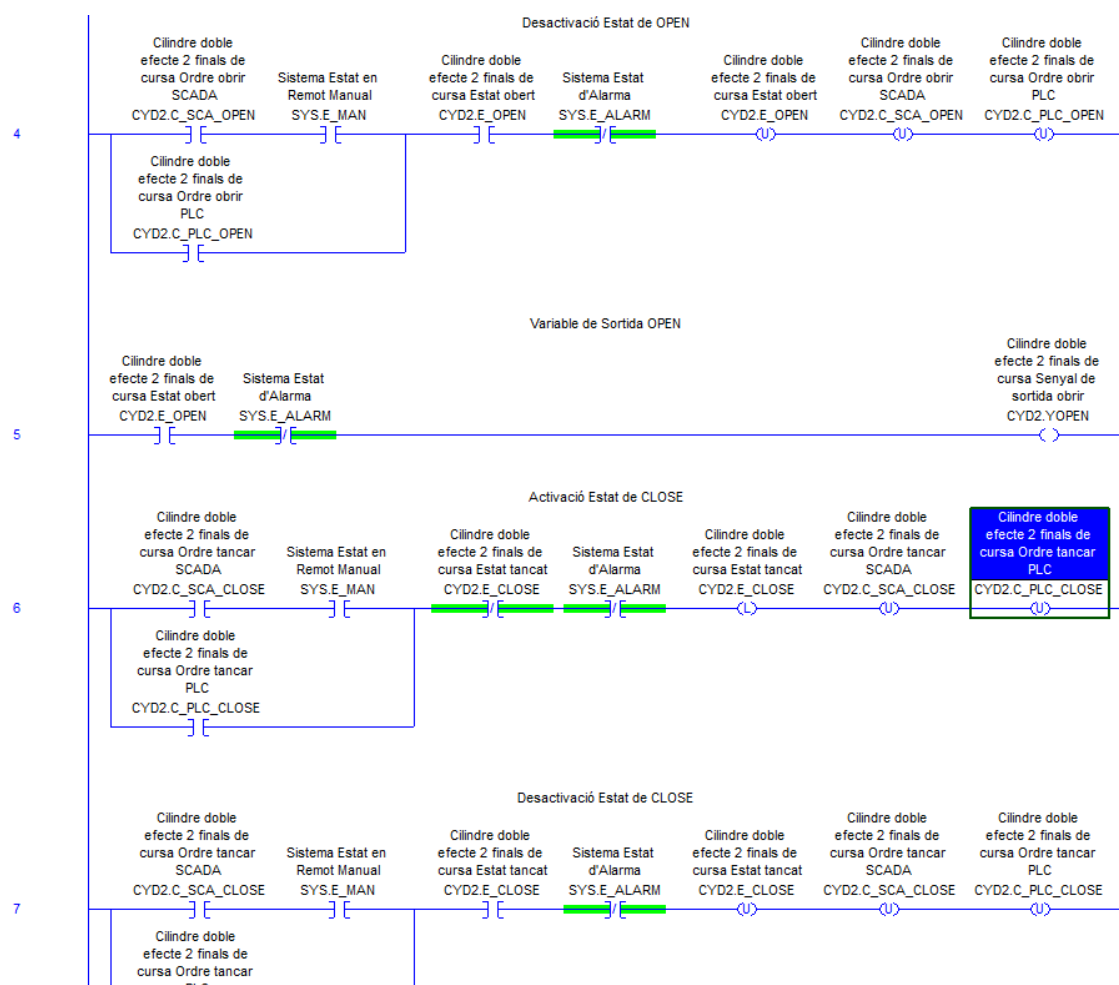 Desactivació Estat de OPEN
Cilindre doble
efecte 2 finals de
cursa Ordre obrir
SCADA
CYD2.C_SCA_OPEN
Sistema Estat en
Remot Manual
SYS.E_MAN
Cilindre doble
efecte 2 finals de
cursa Estat obert
CYD2.E_OPEN
Sistema Estat
d'Alarma
SYS.E_ALARM
Cilindre doble
efecte 2 finals de
cursa Estat obert
CYD2.E_OPEN
Cilindre doble
efecte 2 finals de
cursa Ordre obrir
SCADA
CYD2.C_SCA_OPEN
Cilindre doble
efecte 2 finals de
cursa Ordre obrir
PLC
CYD2.C_PLC_OPEN
4
U
U
U
Cilindre doble
efecte 2 finals de
cursa Ordre obrir
PLC
CYD2.C_PLC_OPEN
Variable de Sortida OPEN
Cilindre doble
efecte 2 finals de
cursa Estat obert
CYD2.E_OPEN
Sistema Estat
d'Alarma
SYS.E_ALARM
Cilindre doble
efecte 2 finals de
cursa Senyal de
sortida obrir
CYD2.YOPEN
5
Activació Estat de CLOSE
Cilindre doble
efecte 2 finals de
cursa Ordre tancar
SCADA
CYD2.C_SCA_CLOSE
Sistema Estat en
Remot Manual
SYS.E_MAN
Cilindre doble
efecte 2 finals de
cursa Estat tancat
CYD2.E_CLOSE
Sistema Estat
d'Alarma
SYS.E_ALARM
Cilindre doble
efecte 2 finals de
cursa Estat tancat
CYD2.E_CLOSE
Cilindre doble
efecte 2 finals de
cursa Ordre tancar
SCADA
CYD2.C_SCA_CLOSE
Cilindre doble
efecte 2 finals de
cursa Ordre tancar
PLC
CYD2.C_PLC_CLOSE
6
L
U
U
Cilindre doble
efecte 2 finals de
cursa Ordre tancar
PLC
CYD2.C_PLC_CLOSE
Desactivació Estat de CLOSE
Cilindre doble
efecte 2 finals de
cursa Ordre tancar
SCADA
CYD2.C_SCA_CLOSE
Sistema Estat en
Remot Manual
SYS.E_MAN
Cilindre doble
efecte 2 finals de
cursa Estat tancat
CYD2.E_CLOSE
Sistema Estat
d'Alarma
SYS.E_ALARM
Cilindre doble
efecte 2 finals de
cursa Estat tancat
CYD2.E_CLOSE
Cilindre doble
efecte 2 finals de
cursa Ordre tancar
SCADA
CYD2.C_SCA_CLOSE
Cilindre doble
efecte 2 finals de
cursa Ordre tancar
PLC
CYD2.C_PLC_CLOSE
7
U
U
U
Cilindre doble
efecte 2 finals de
cursa Ordre tancar